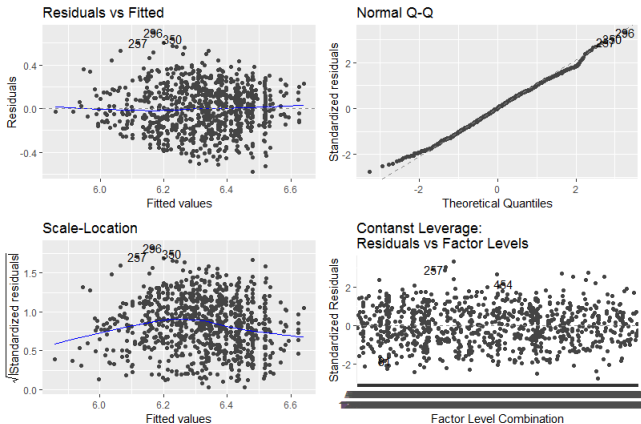 Residuals vs Fitted
296
257
350
0.4
0.0
-0.4
Residuals
6.0
6.2
6.4
6.6
Fitted values
Normal Q-Q
296
350
257
2
0
-2
Standardized residuals
-2
0
2
Theoretical Quantiles
Scale-Location
296
257
350
1.5
1.0
0.5
0.0
√|Standardized residuals|
6.0
6.2
6.4
6.6
Fitted values
Contanst Leverage:
Residuals vs Factor Levels
257
454
2
0
-2
Standardized Residuals
Factor Level Combination